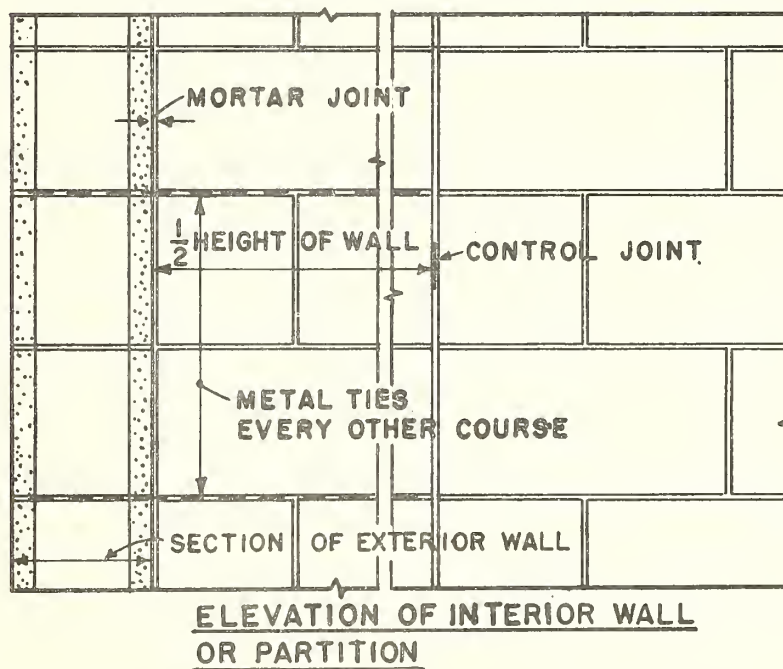 MORTAR JOINT
1/2 HEIGHT OF WALL
CONTROL JOINT
METAL TIES
EVERY OTHER COURSE
SECTION OF EXTERIOR WALL
ELEVATION OF INTERIOR WALL
OR PARTITION